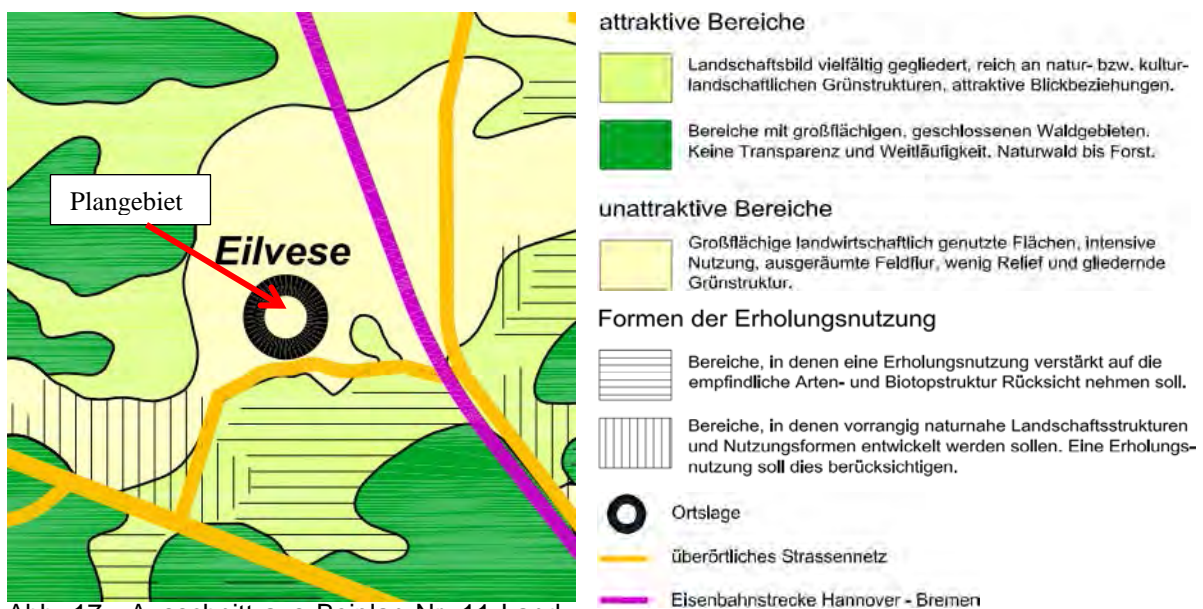 Plangebiet
Eilvese
attraktive Bereiche
Landschaftsbild vielfältig gegliedert, reich an natur- bzw. kultur-
landschaftlichen Grünstrukturen, attraktive Blickbeziehungen.
Bereiche mit großflächigen, geschlossenen Waldgebieten.
Keine Transparenz und Weitläufigkeit. Naturwald bis Forst.
unattraktive Bereiche
Großflächige landwirtschaftlich genutzte Flächen, intensive
Nutzung, ausgeräumte Feldflur, wenig Relief und gliedernde
Grünstruktur.
Formen der Erholungsnutzung
Bereiche, in denen eine Erholungsnutzung verstärkt auf die
empfindliche Arten- und Biotopstruktur Rücksicht nehmen soll.
Bereiche, in denen vorrangig naturnahe Landschaftsstrukturen
und Nutzungsformen entwickelt werden sollen. Eine Erholungs-
nutzung soll dies berücksichtigen.
Ortslage
überörtliches Strassennetz
Eisenbahnstrecke Hannover - Bremen